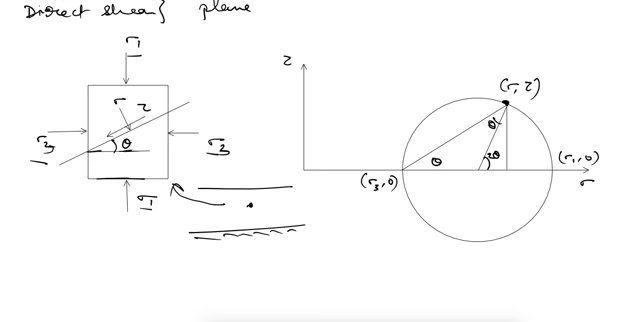 Direct shear} plane
σ1
τ
(σ, τ)
σ τ
θ
σ3
θ
σ3
θ
2θ
(σ1, 0)
(σ3, 0)
σ
σ1